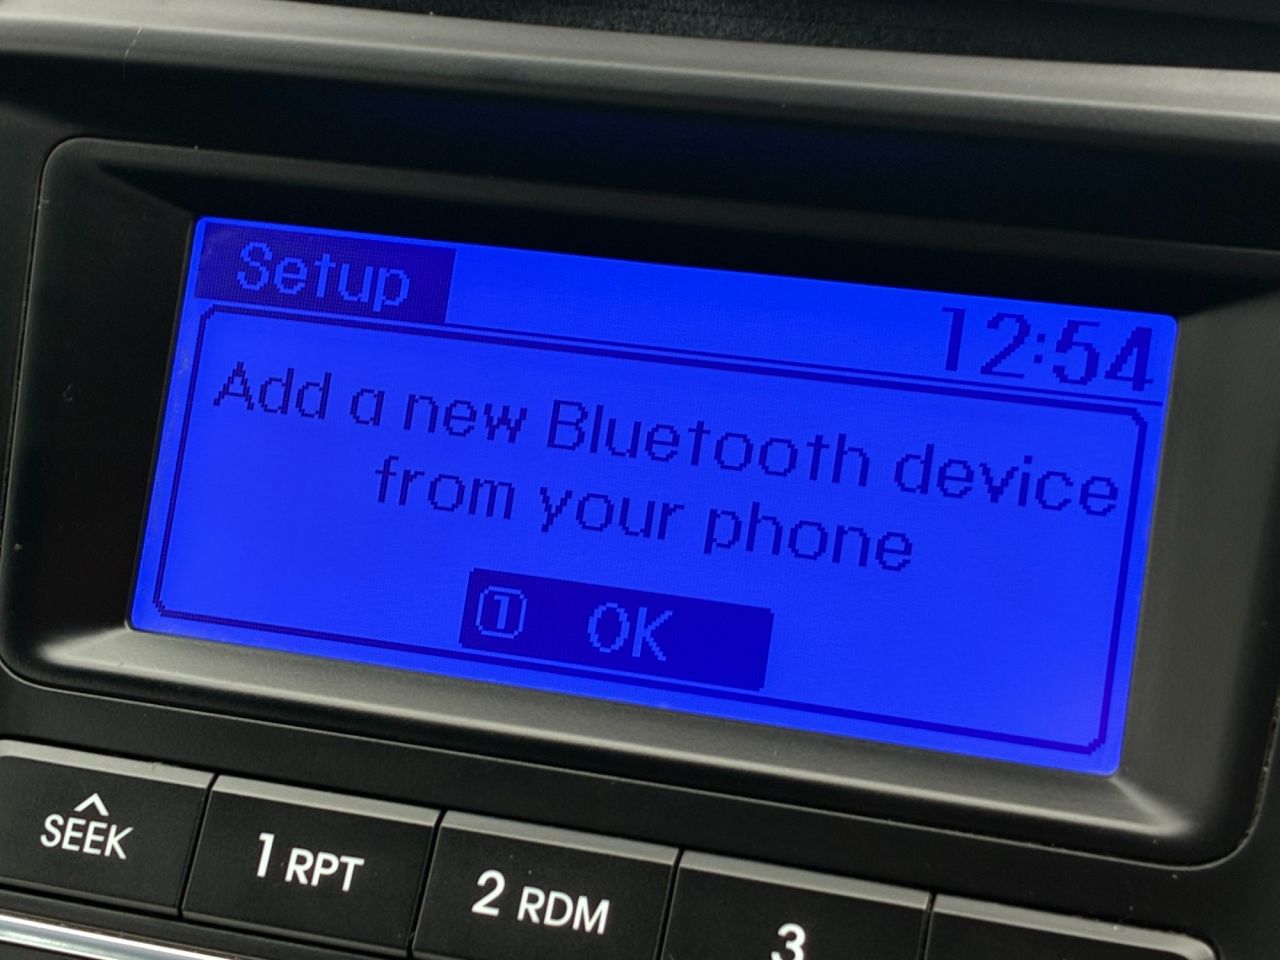 Setup
12:54
Add a new Bluetooth device
from your phone
1 OK
SEEK
1 RPT
2 RDM
3